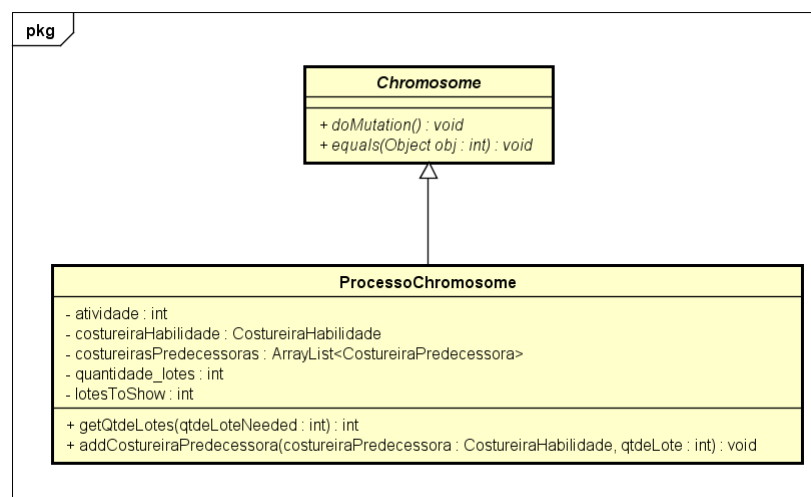 pkg
Chromosome
+ doMutation() : void
+ equals(Object obj : int) : void
ProcessoChromosome
- atividade : int
- costureiraHabilidade : CostureiraHabilidade
- costureirasPredecessoras : ArrayList<CostureiraPredecessora>
- quantidade_lotes : int
- lotesToShow : int
+ getQtdeLotes(qtdeLoteNeeded : int) : int
+ addCostureiraPredecessora(costureiraPredecessora : CostureiraHabilidade, qtdeLote : int) : void